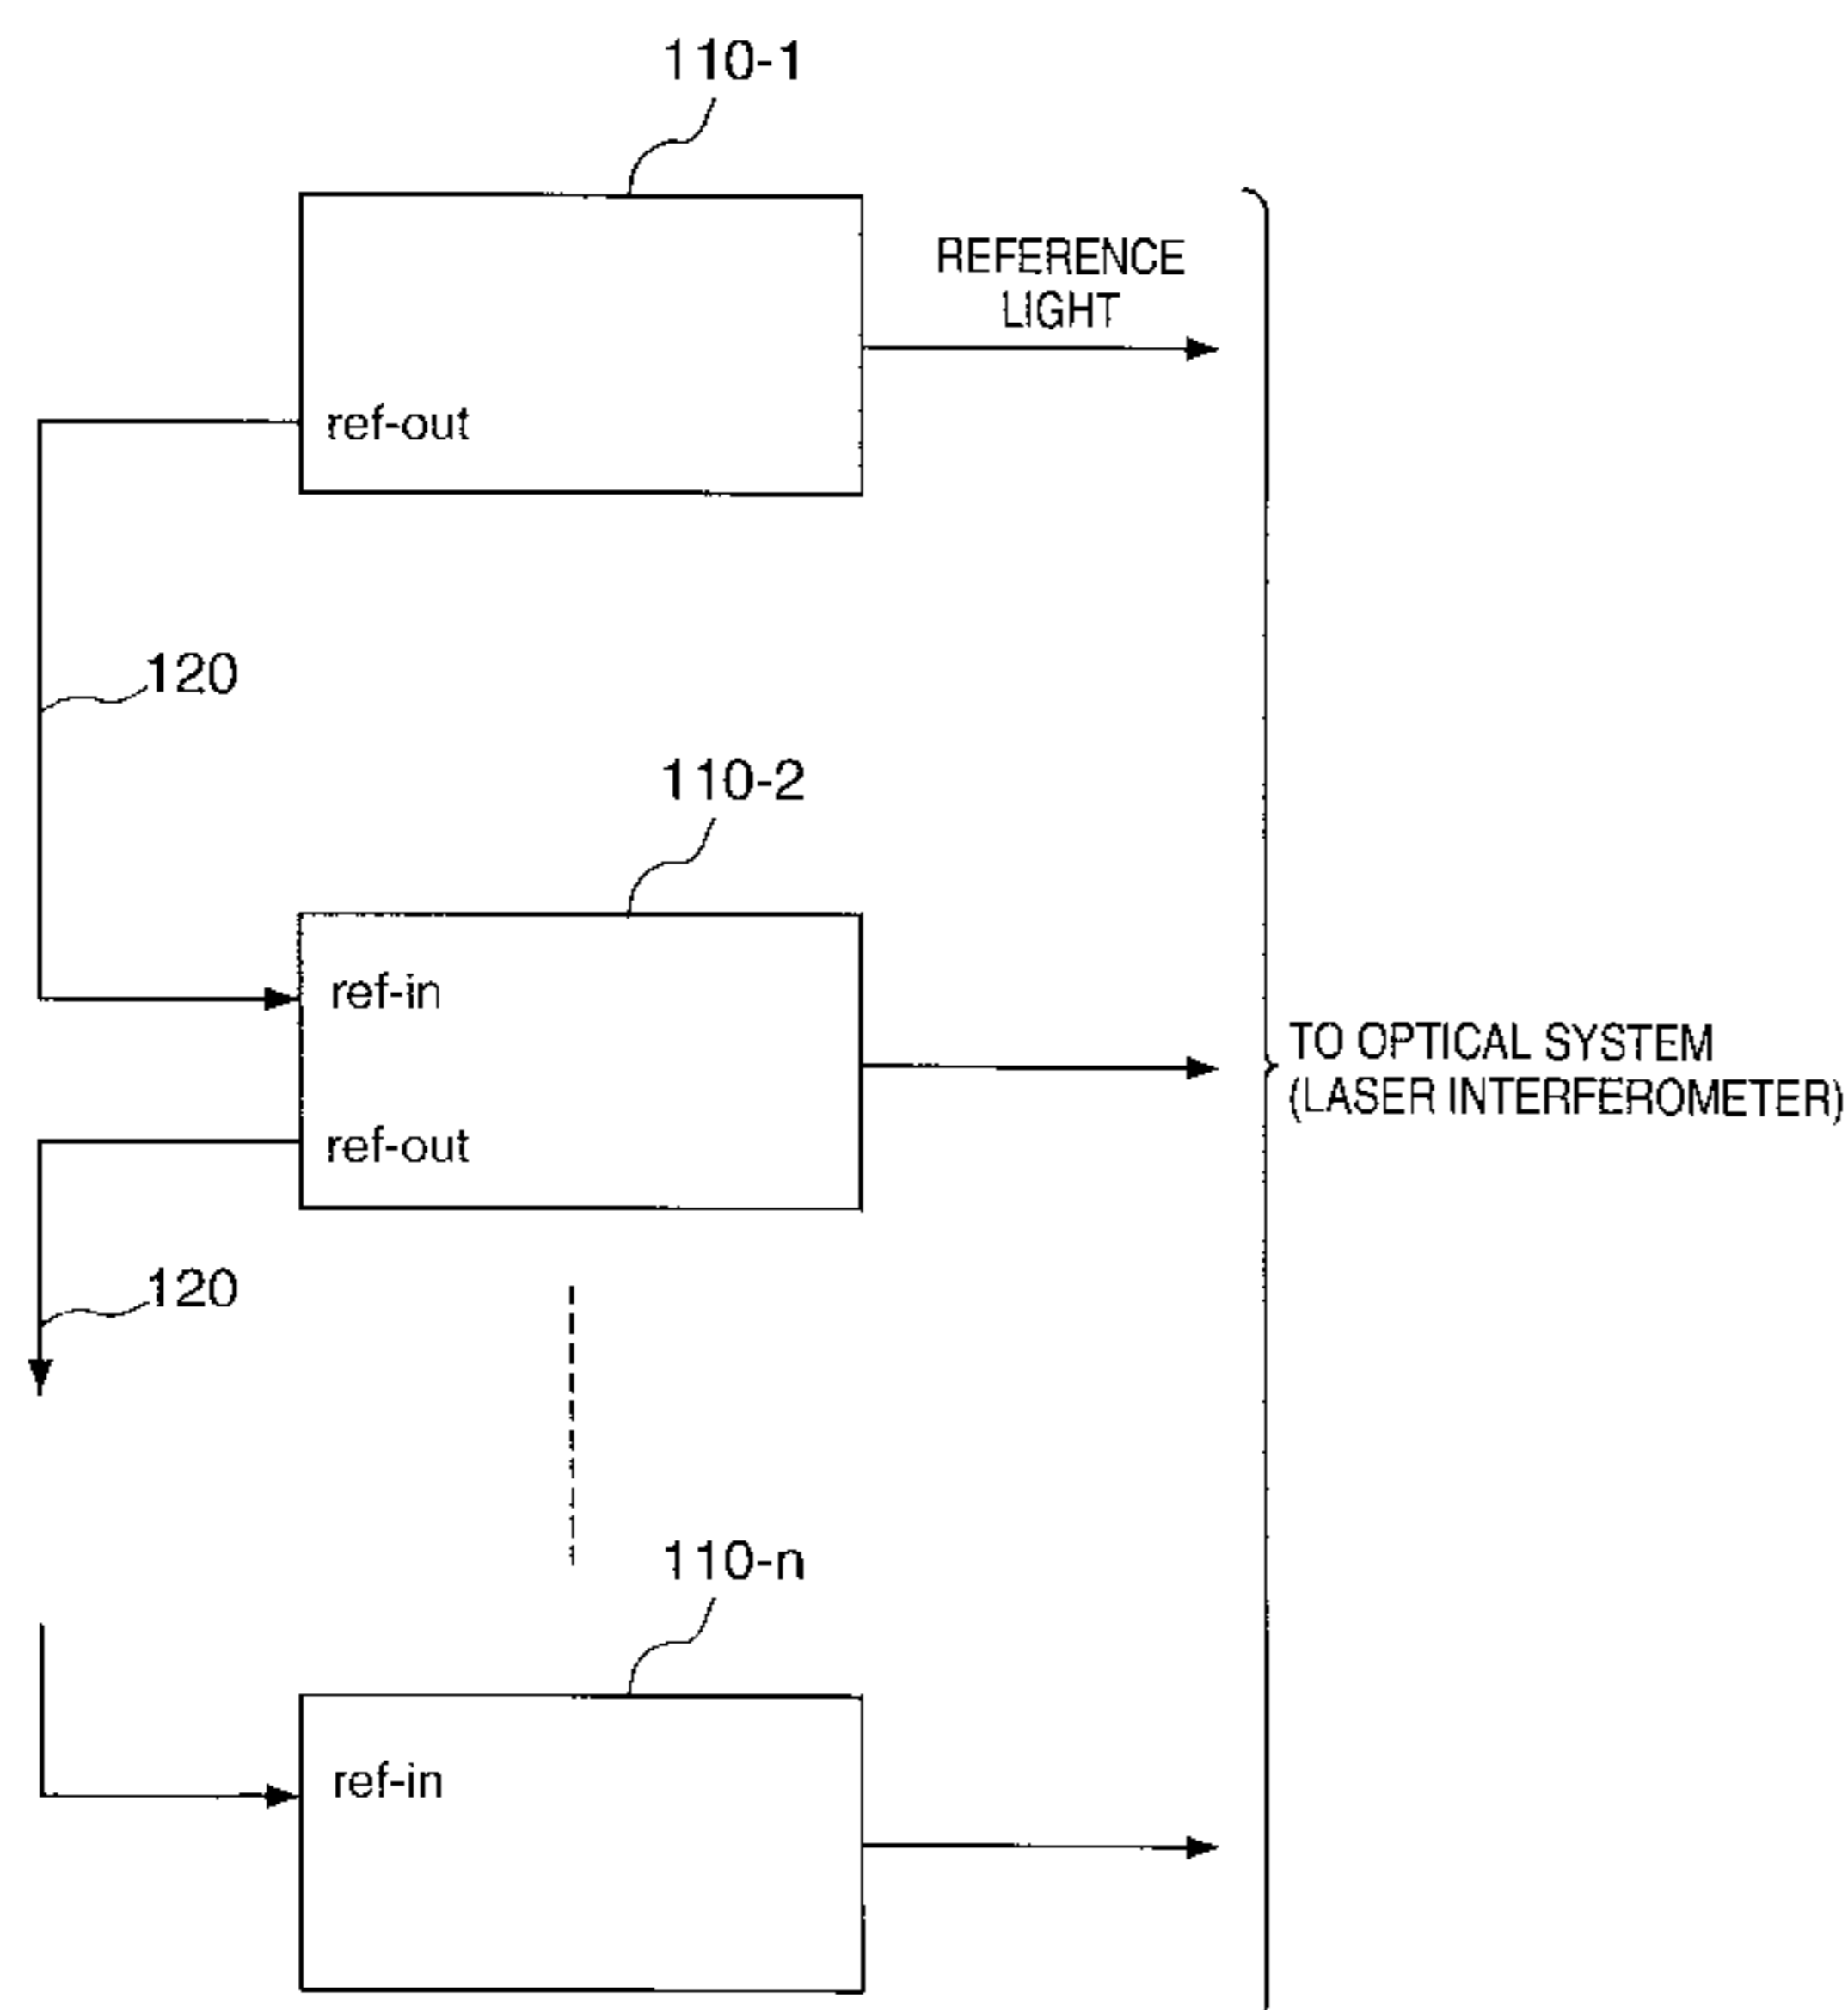 110-1
REFERENCE
LIGHT
ref-out
120
110-2
ref-in
TO OPTICAL SYSTEM
(LASER INTERFEROMETER)
ref-out
120
110-n
ref-in